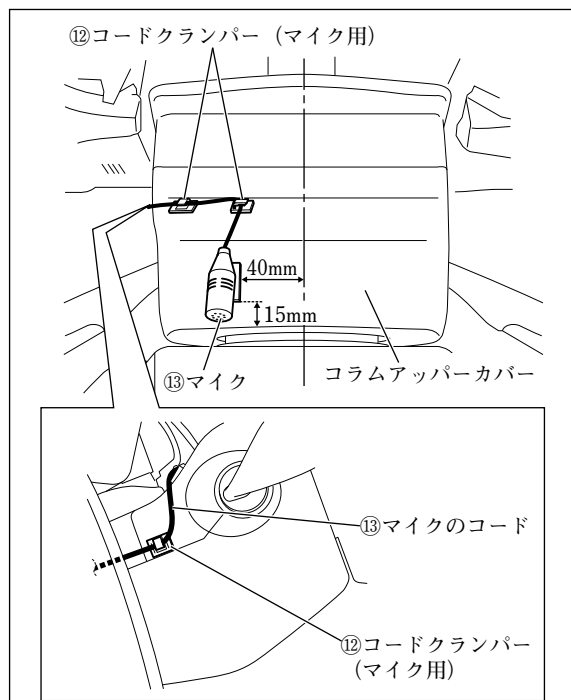 ⑫コードクランパー（マイク用）
40mm
15mm
⑬マイク
コラムアッパーカバー
⑬マイクのコード
⑫コードクランパー
（マイク用）